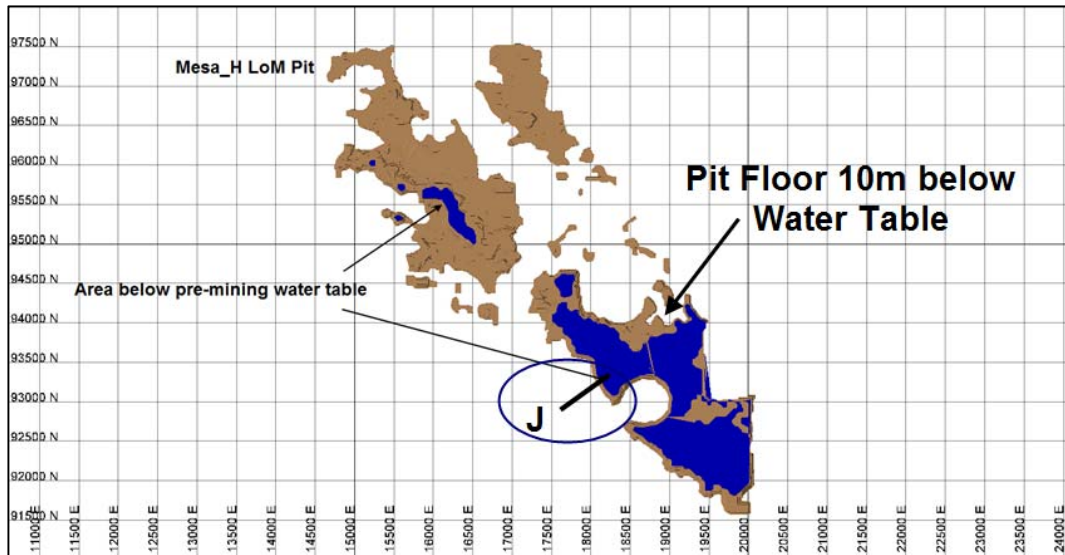 97500 N
Mesa_H LoM Pit
97000 N
96500 N
96000 N
Pit Floor 10m below
Water Table
95500 N
95000 N
94500 N
Area below pre-mining water table
94000 N
93500 N
93000 N
J
92500 N
92000 N
91500 N
11000 E
11500 E
12000 E
12500 E
13000 E
13500 E
14000 E
14500 E
15000 E
15500 E
16000 E
16500 E
17000 E
17500 E
18000 E
18500 E
19000 E
19500 E
20000 E
20500 E
21000 E
21500 E
22000 E
22500 E
23000 E
23500 E
24000 E